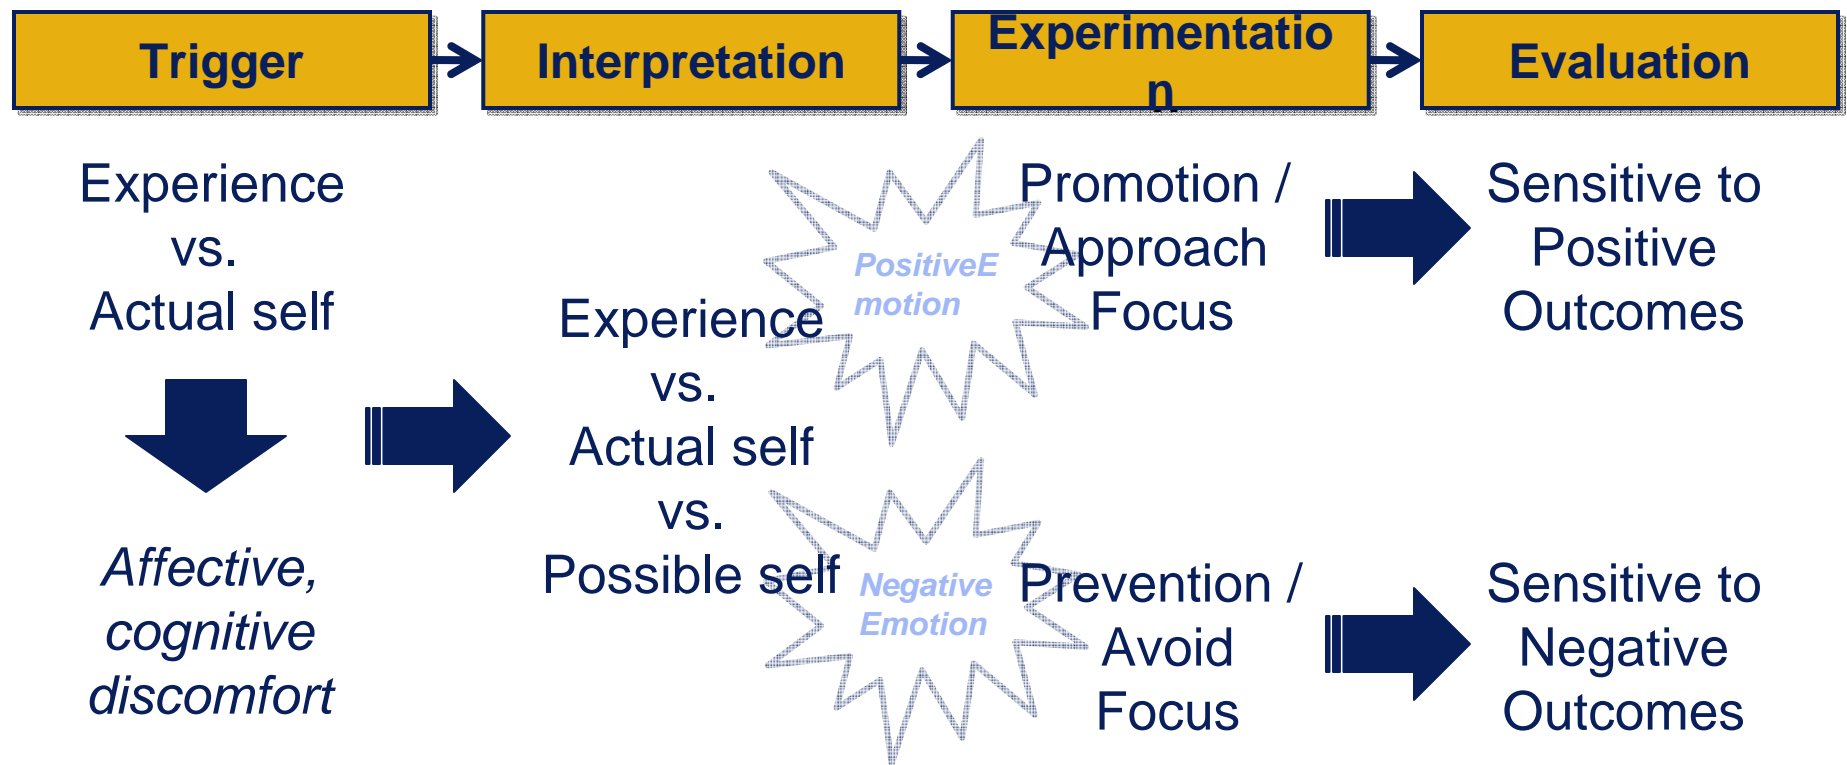 Trigger
Interpretation
Experimentatio
n
Evaluation
Experience
vs.
Actual self
Affective,
cognitive
discomfort
Experience
vs.
Actual self
vs.
Possible self
PositiveE
motion
Negative
Emotion
Promotion /
Approach
Focus
Prevention /
Avoid
Focus
Sensitive to
Positive
Outcomes
Sensitive to
Negative
Outcomes